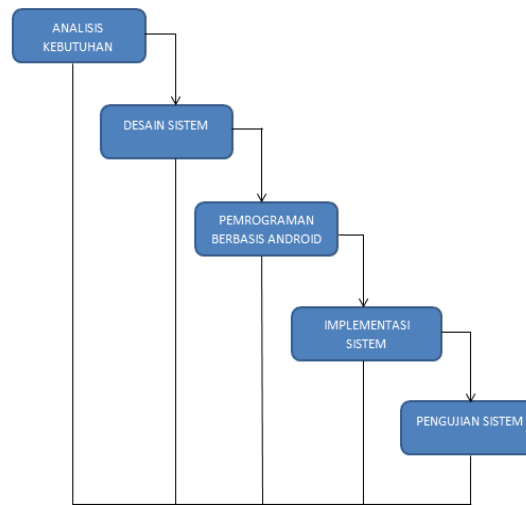 ANALISIS
KEBUTUHAN
DESAIN SISTEM
PEMROGRAMAN
BERBASIS ANDROID
IMPLEMENTASI
SISTEM
PENGUJIAN SISTEM